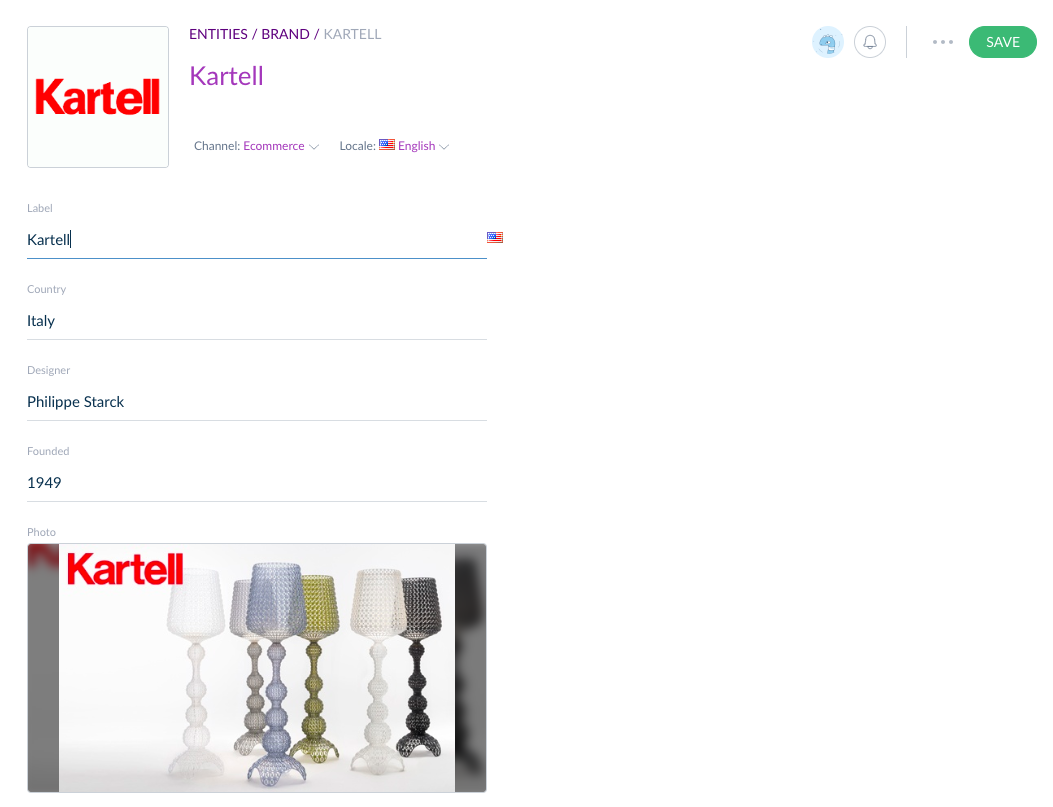 Kartell
ENTITIES / BRAND / KARTELL
SAVE
Kartell
Channel: Ecommerce
Locale: English
Label
Kartell
Country
Italy
Designer
Philippe Starck
Founded
1949
Photo
Kartell